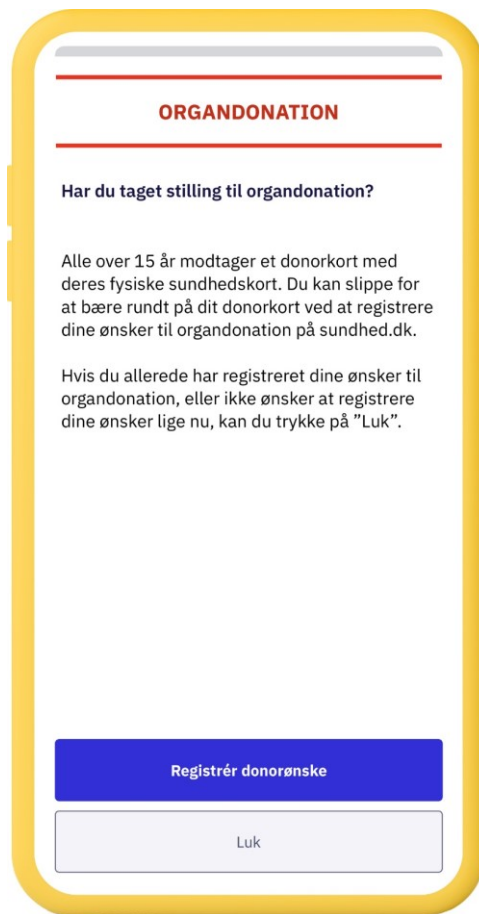 ORGANDONATION
Har du taget stilling til organdonation?
Alle over 15 år modtager et donorkort med
deres fysiske sundhedskort. Du kan slippe for
at bære rundt på dit donorkort ved at registrere
dine ønsker til organdonation på sundhed.dk.
Hvis du allerede har registreret dine ønsker til
organdonation, eller ikke ønsker at registrere
dine ønsker lige nu, kan du trykke på ”Luk”.
Registrér donorønske
Luk